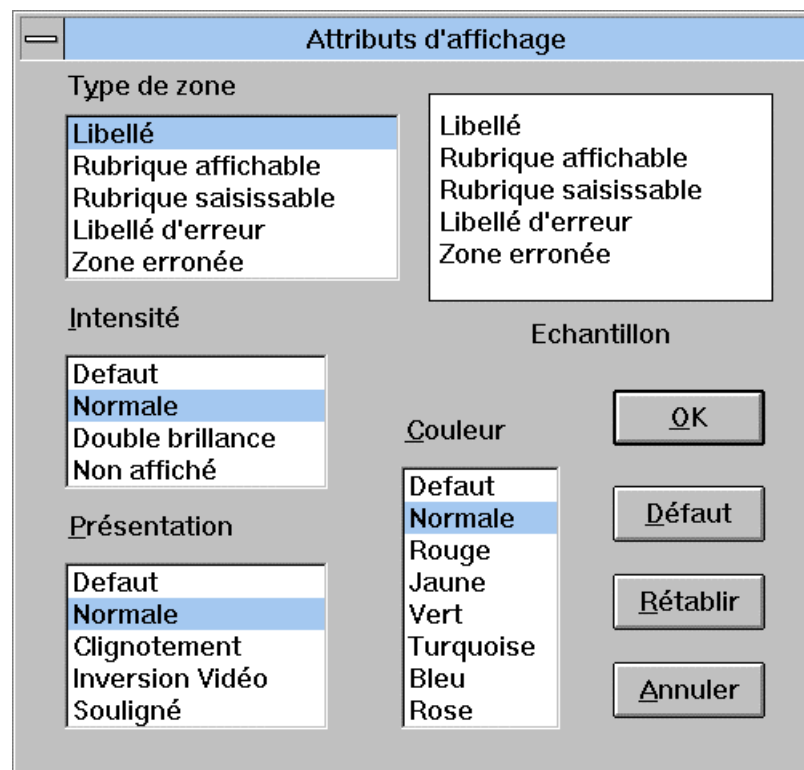 Attributs d'affichage
Type de zone
Libellé
Rubrique affichable
Rubrique saisissable
Libellé d'erreur
Zone erronée
Libellé
Rubrique affichable
Rubrique saisissable
Libellé d'erreur
Zone erronée
Echantillon
Intensité
Defaut
Normale
Double brillance
Non affiché
Présentation
Defaut
Normale
Clignotement
Inversion Vidéo
Souligné
Couleur
Defaut
Normale
Rouge
Jaune
Vert
Turquoise
Bleu
Rose
OK
Défaut
Rétablir
Annuler